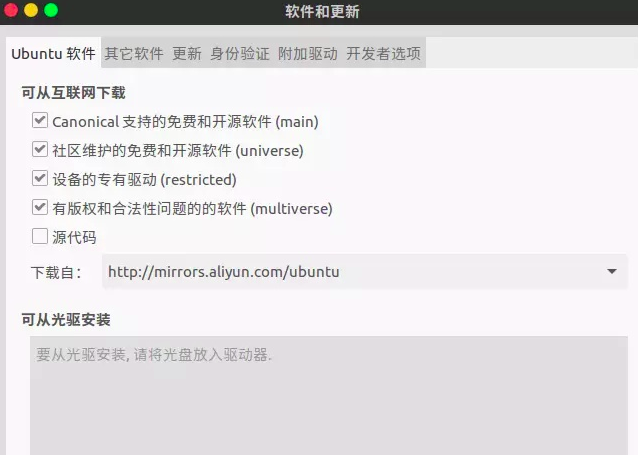 软件和更新
Ubuntu 软件 其它软件 更新 身份验证 附加驱动 开发者选项
可从互联网下载
Canonical 支持的免费和开源软件 (main)
社区维护的免费和开源软件 (universe)
设备的专有驱动 (restricted)
有版权和合法性问题的的软件 (multiverse)
源代码
下载自： http://mirrors.aliyun.com/ubuntu
可从光驱安装
要从光驱安装, 请将光盘放入驱动器.